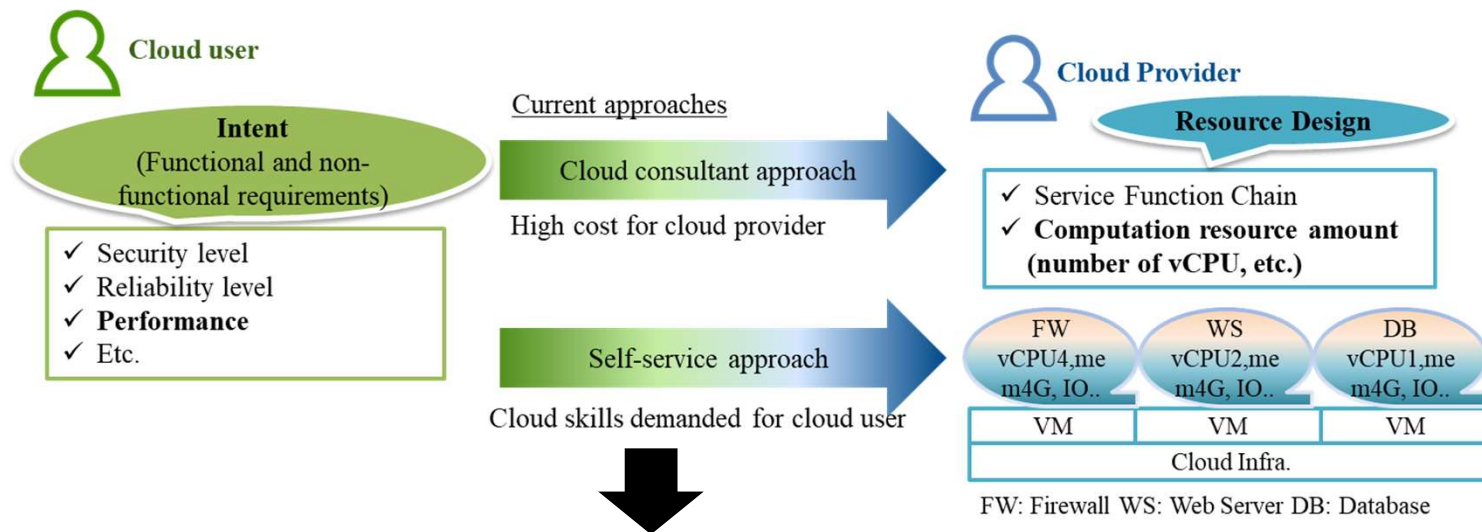 Cloud user
Intent
(Functional and non-
functional requirements)
✓ Security level
✓ Reliability level
✓ Performance
✓ Etc.
Current approaches
Cloud consultant approach
High cost for cloud provider
Self-service approach
Cloud skills demanded for cloud user
Cloud Provider
Resource Design
✓ Service Function Chain
✓ Computation resource amount
(number of vCPU, etc.)
FW
vCPU4,me
m4G, IO..
WS
vCPU2,me
m4G, IO..
DB
vCPU1,me
m4G, IO..
VM
VM
VM
Cloud Infra.
FW: Firewall WS: Web Server DB: Database